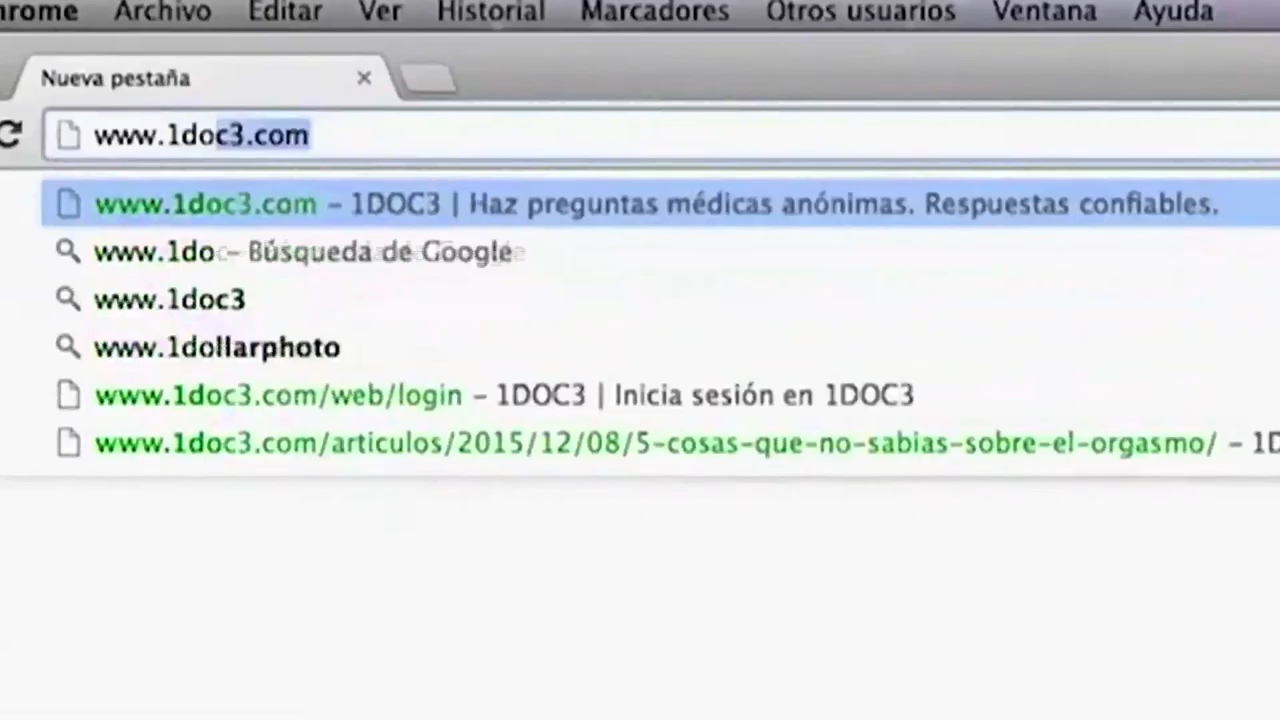 Archivo Editar Ver Historial Marcadores Otros usuarios Ventana Ayuda
Nueva pestaña
www.1doc3.com
www.1doc3.com – 1DOC3 | Haz preguntas médicas anónimas. Respuestas confiables.
www.1do – Búsqueda de Google
www.1doc3
www.1dollarphoto
www.1doc3.com/web/login – 1DOC3 | Inicia sesión en 1DOC3
www.1doc3.com/articulos/2015/12/08/5-cosas-que-no-sabias-sobre-el-orgasmo/ –